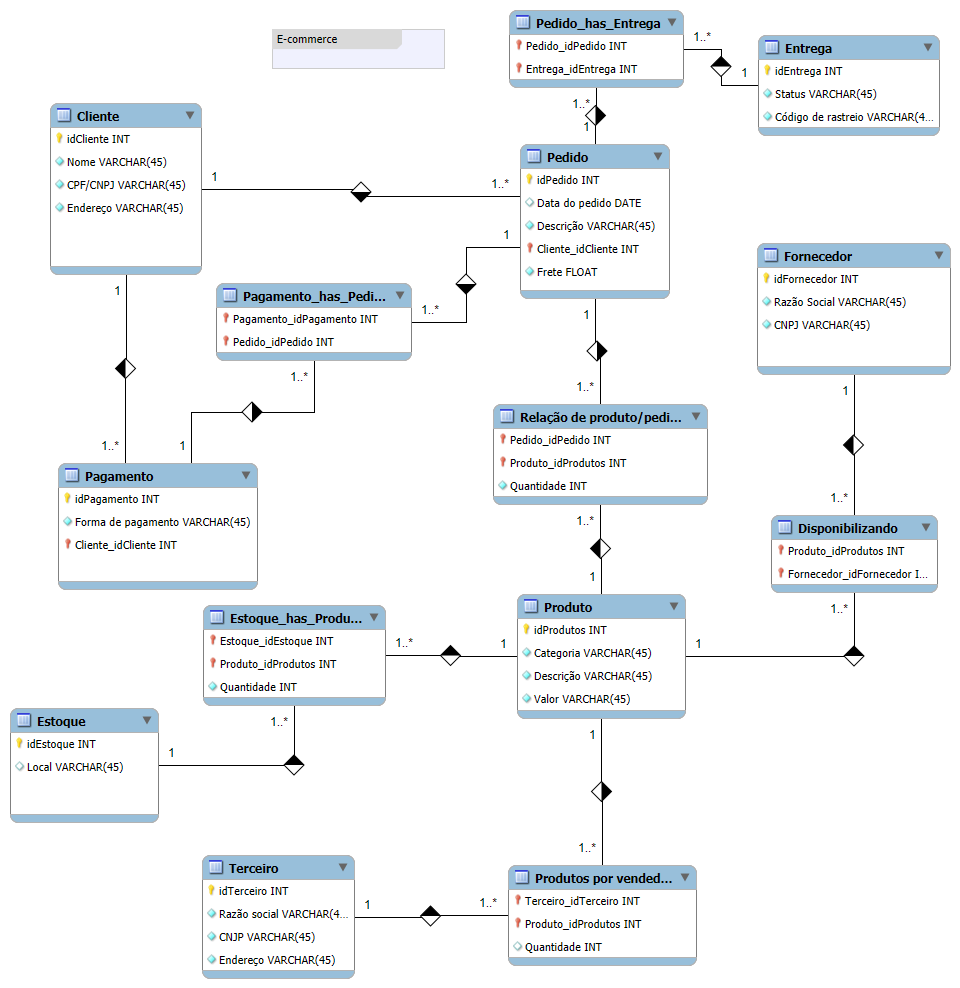 E-commerce
Pedido_has_Entrega
Pedido_idPedido INT
Entrega_idEntrega INT
1..*
1
Entrega
idEntrega INT
Status VARCHAR(45)
Código de rastreio VARCHAR(4...
1..*
1
Cliente
idCliente INT
Nome VARCHAR(45)
CPF/CNPJ VARCHAR(45)
Endereço VARCHAR(45)
1
1..*
Pedido
idPedido INT
Data do pedido DATE
Descrição VARCHAR(45)
Cliente_idCliente INT
Frete FLOAT
1
1..*
Pagamento_has_Pedi...
Pagamento_idPagamento INT
Pedido_idPedido INT
1..*
1
1
1..*
Pagamento
idPagamento INT
Forma de pagamento VARCHAR(45)
Cliente_idCliente INT
1
1..*
Relação de produto/pedi...
Pedido_idPedido INT
Produto_idProdutos INT
Quantidade INT
1..*
1
Fornecedor
idFornecedor INT
Razão Social VARCHAR(45)
CNPJ VARCHAR(45)
1
1..*
Disponibilizando
Produto_idProdutos INT
Fornecedor_idFornecedor I...
1..*
1
Produto
idProdutos INT
Categoria VARCHAR(45)
Descrição VARCHAR(45)
Valor VARCHAR(45)
1
1..*
Estoque_has_Produ...
Estoque_idEstoque INT
Produto_idProdutos INT
Quantidade INT
1..*
1
Estoque
idEstoque INT
Local VARCHAR(45)
1
1..*
Terceiro
idTerceiro INT
Razão social VARCHAR(4...
CNJP VARCHAR(45)
Endereço VARCHAR(45)
1
1..*
Produtos por vended...
Terceiro_idTerceiro INT
Produto_idProdutos INT
Quantidade INT